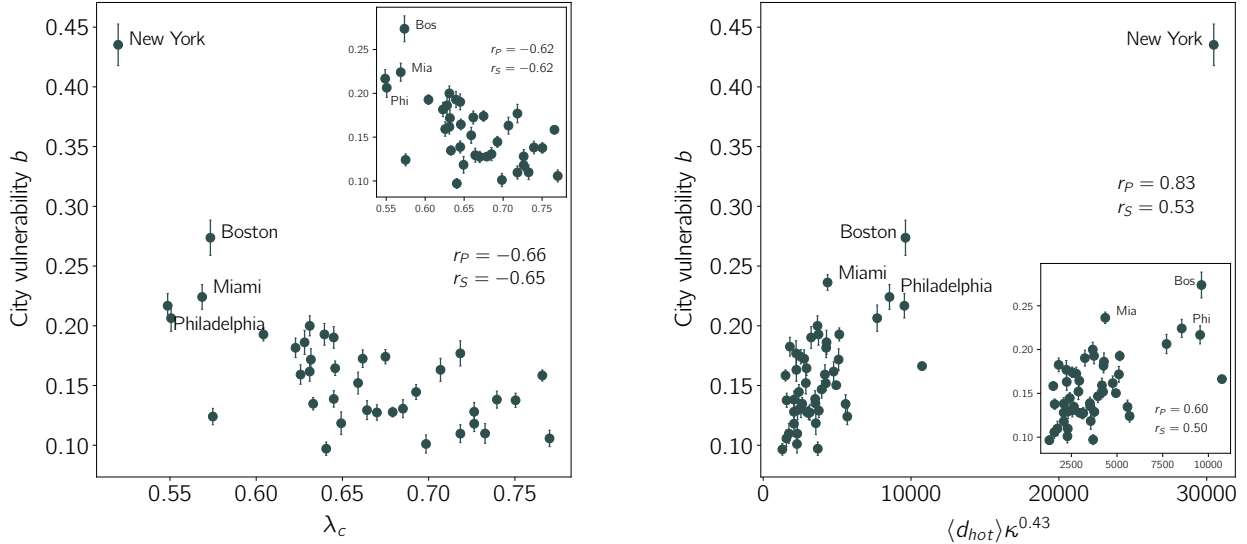 City vulnerability b
0.45
0.40
0.35
0.30
0.25
0.20
0.15
0.10
New York
Boston
Miami
Philadelphia
r_P = −0.66
r_S = −0.65
0.55
0.60
0.65
0.70
0.75
λ_c
0.25
0.20
0.15
0.10
Bos
Mia
Phi
r_P = −0.62
r_S = −0.62
0.55
0.60
0.65
0.70
0.75
City vulnerability b
0.45
0.40
0.35
0.30
0.25
0.20
0.15
0.10
New York
r_P = 0.83
r_S = 0.53
Boston
Miami
Philadelphia
0
10000
20000
30000
⟨d_hot⟩κ^0.43
0.25
0.20
0.15
0.10
Bos
Mia
Phi
r_P = 0.60
r_S = 0.50
2500
5000
7500
10000